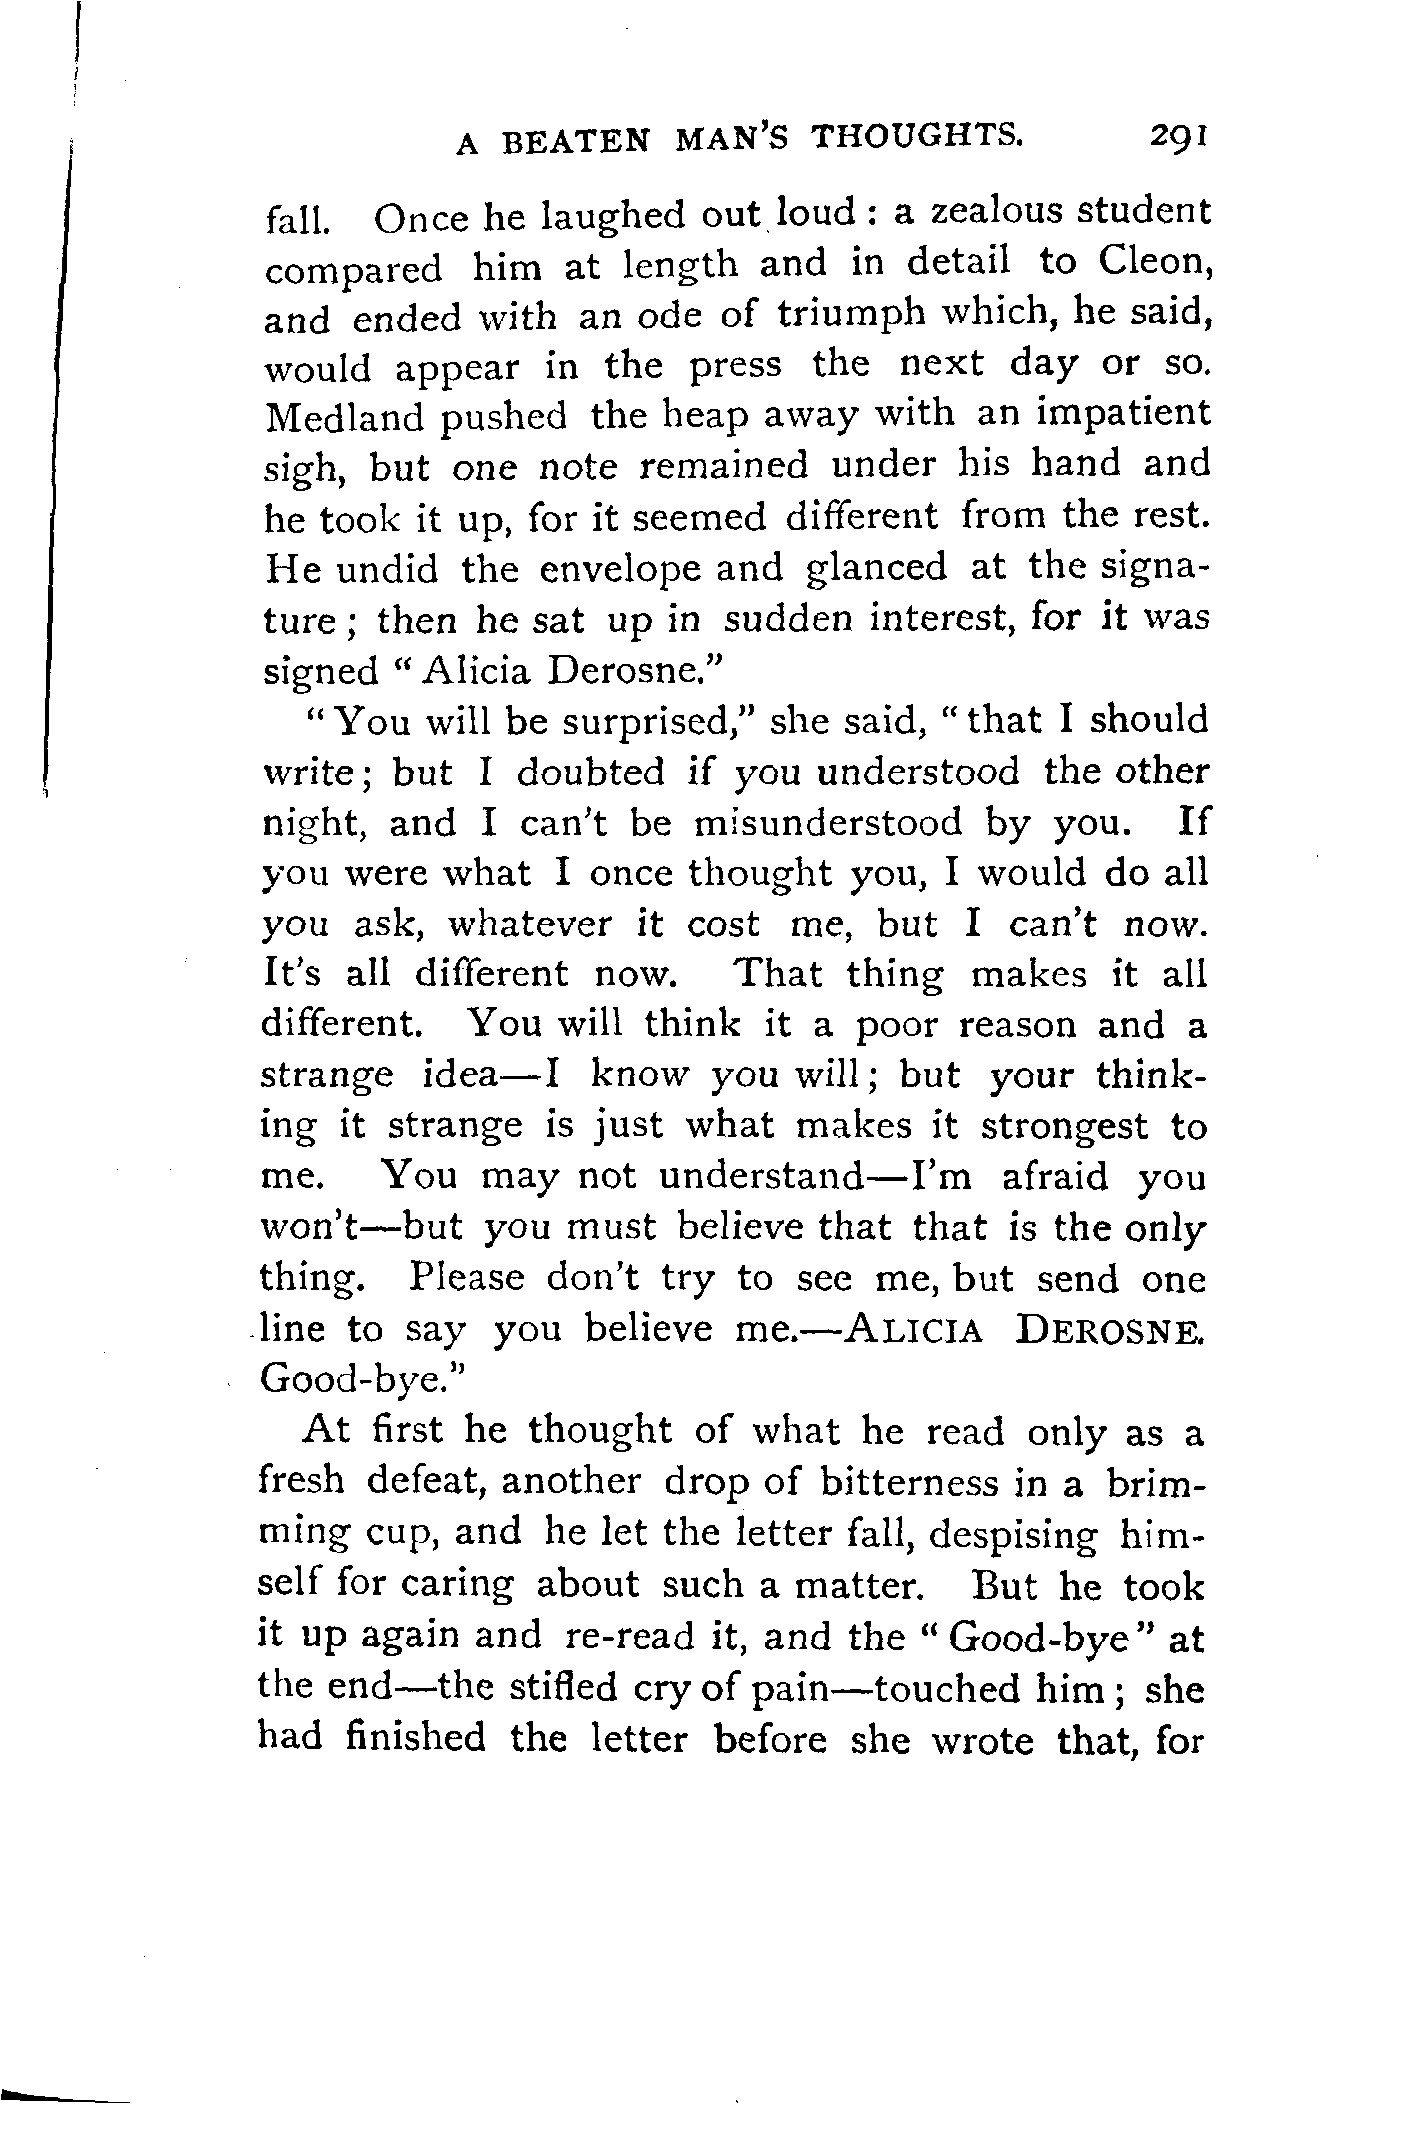 A BEATEN MAN'S THOUGHTS. 291
fall. Once he laughed out loud : a zealous student
compared him at length and in detail to Cleon,
and ended with an ode of triumph which, he said,
would appear in the press the next day or so.
Medland pushed the heap away with an impatient
sigh, but one note remained under his hand and
he took it up, for it seemed different from the rest.
He undid the envelope and glanced at the signa-
ture ; then he sat up in sudden interest, for it was
signed “ Alicia Derosne.”
“ You will be surprised,” she said, “ that I should
write ; but I doubted if you understood the other
night, and I can't be misunderstood by you. If
you were what I once thought you, I would do all
you ask, whatever it cost me, but I can't now.
It's all different now. That thing makes it all
different. You will think it a poor reason and a
strange idea—I know you will ; but your think-
ing it strange is just what makes it strongest to
me. You may not understand—I'm afraid you
won't—but you must believe that that is the only
thing. Please don't try to see me, but send one
line to say you believe me.—ALICIA DEROSNE.
Good-bye.”
At first he thought of what he read only as a
fresh defeat, another drop of bitterness in a brim-
ming cup, and he let the letter fall, despising him-
self for caring about such a matter. But he took
it up again and re-read it, and the “ Good-bye ” at
the end—the stifled cry of pain—touched him ; she
had finished the letter before she wrote that, for